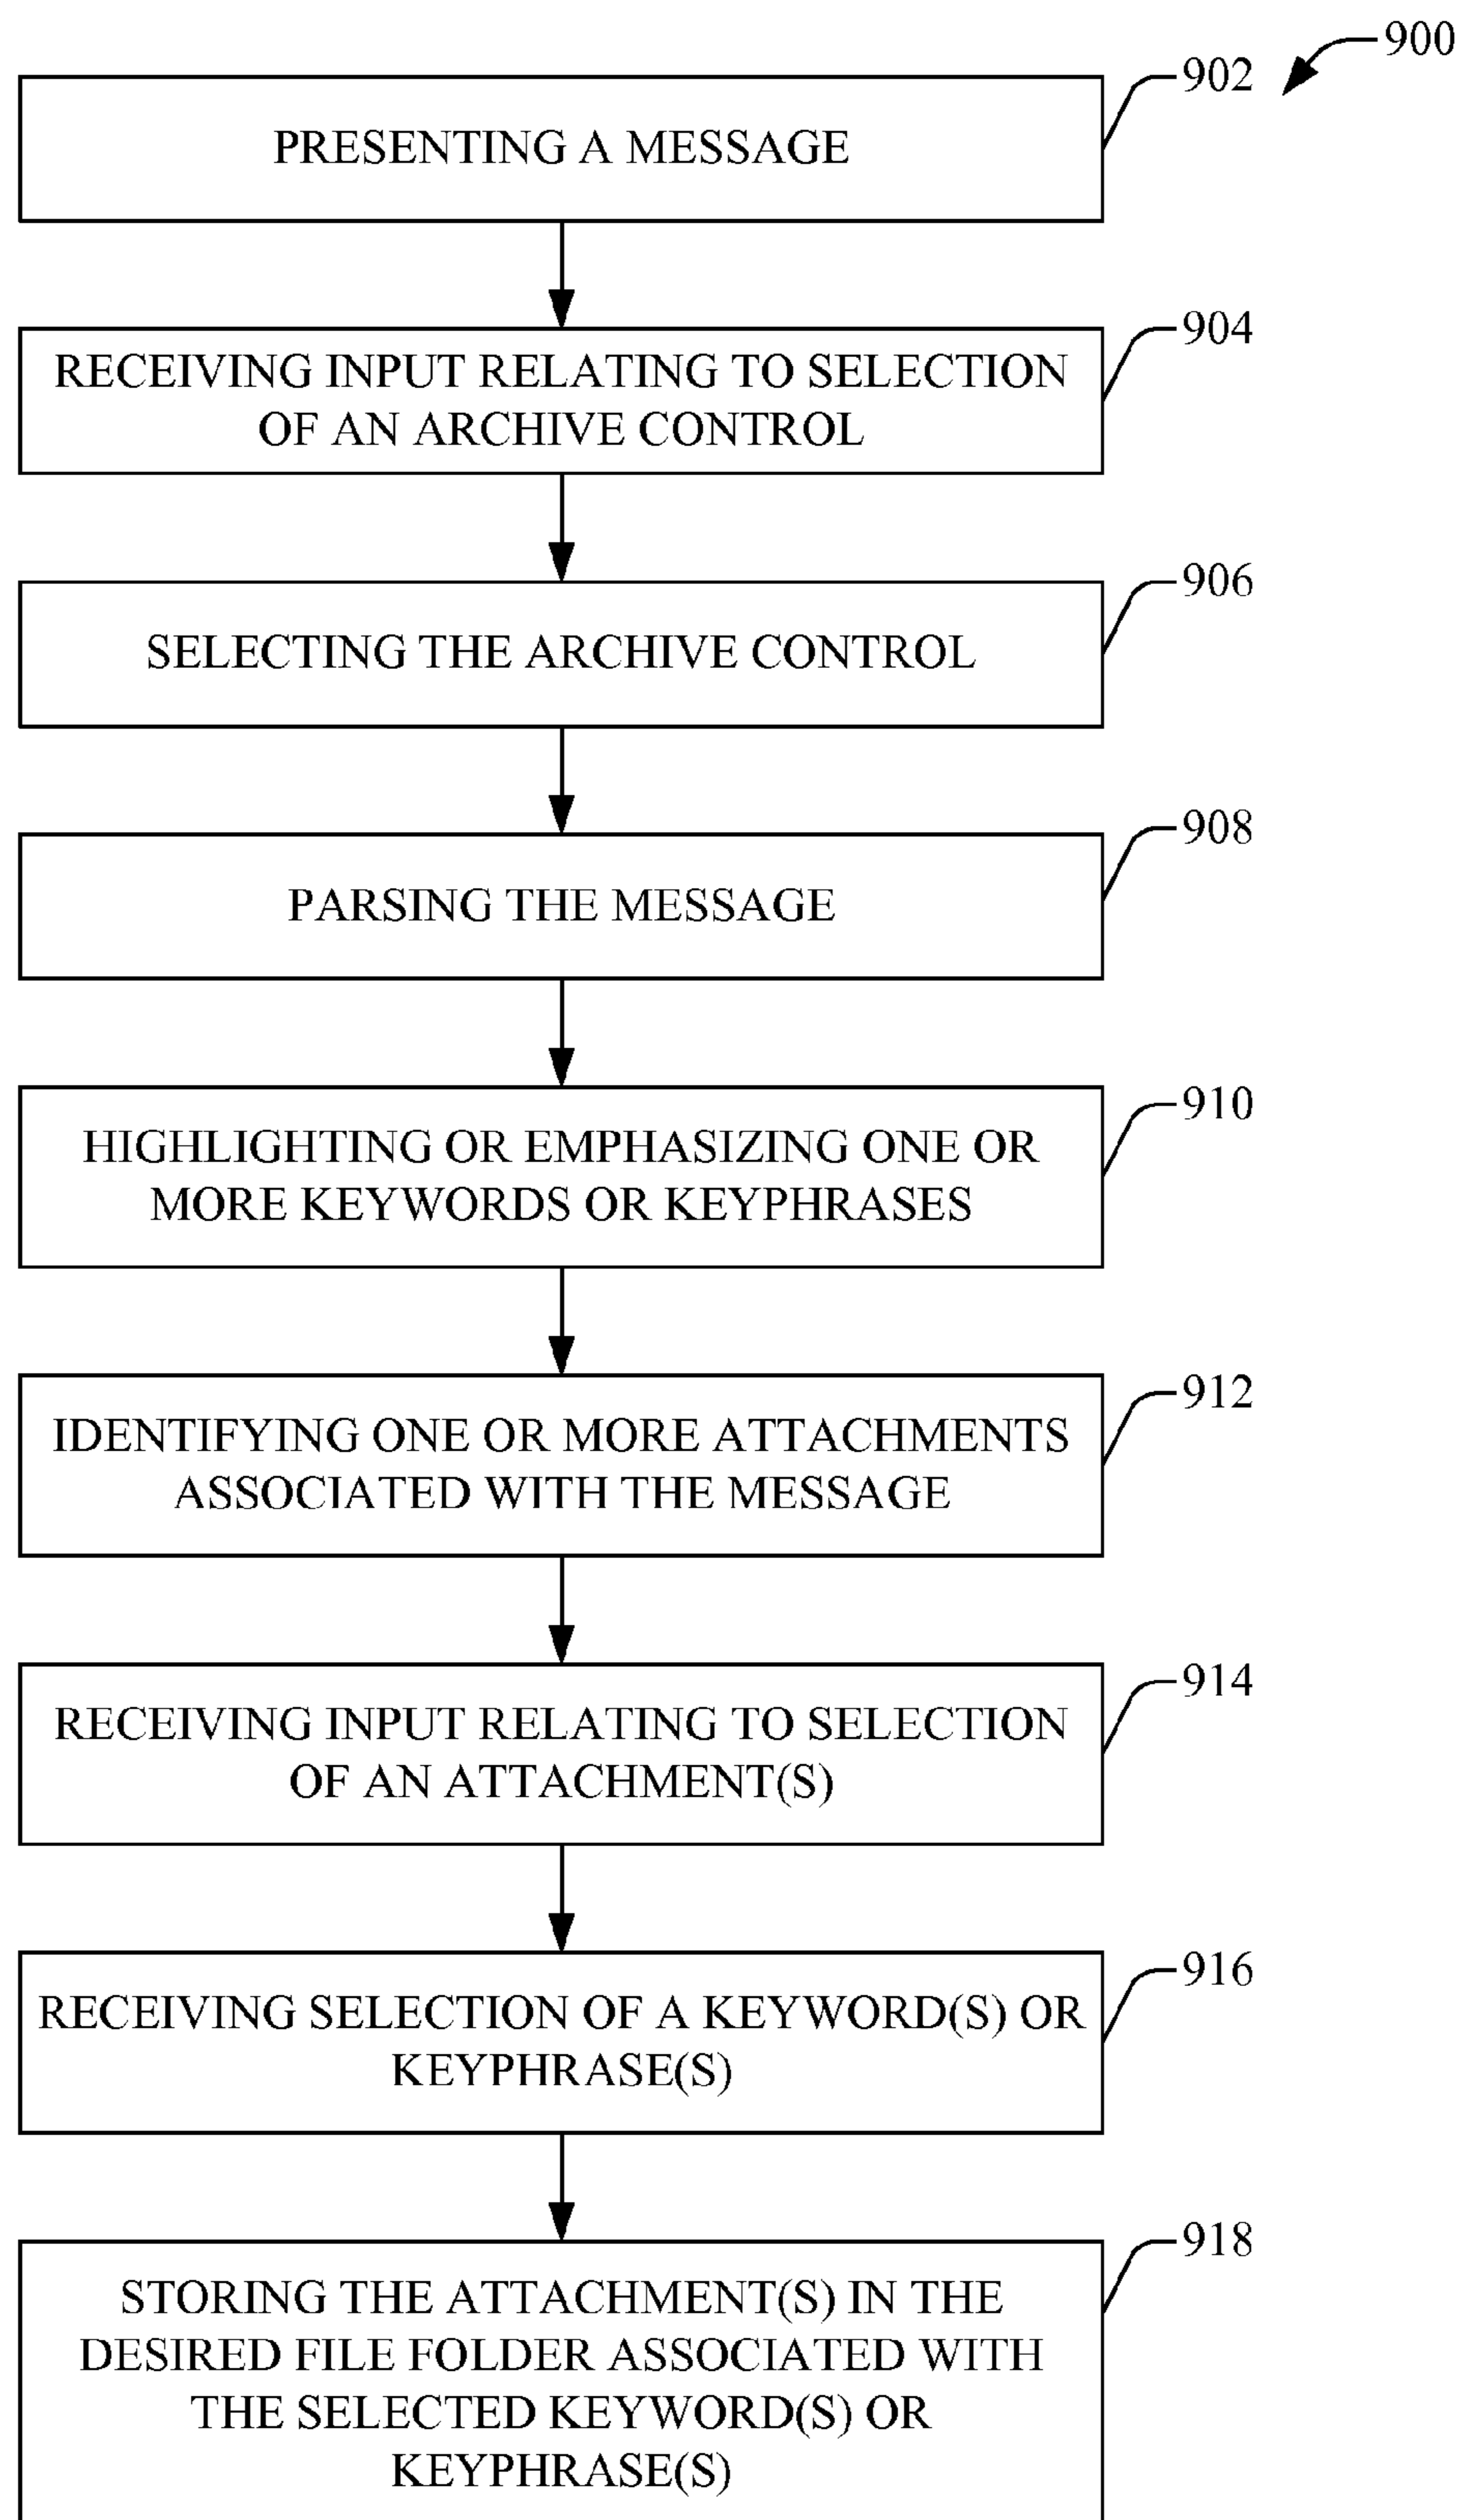 900
902
PRESENTING A MESSAGE
904
RECEIVING INPUT RELATING TO SELECTION
OF AN ARCHIVE CONTROL
906
SELECTING THE ARCHIVE CONTROL
908
PARSING THE MESSAGE
910
HIGHLIGHTING OR EMPHASIZING ONE OR
MORE KEYWORDS OR KEYPHRASES
912
IDENTIFYING ONE OR MORE ATTACHMENTS
ASSOCIATED WITH THE MESSAGE
914
RECEIVING INPUT RELATING TO SELECTION
OF AN ATTACHMENT(S)
916
RECEIVING SELECTION OF A KEYWORD(S) OR
KEYPHRASE(S)
918
STORING THE ATTACHMENT(S) IN THE
DESIRED FILE FOLDER ASSOCIATED WITH
THE SELECTED KEYWORD(S) OR
KEYPHRASE(S)